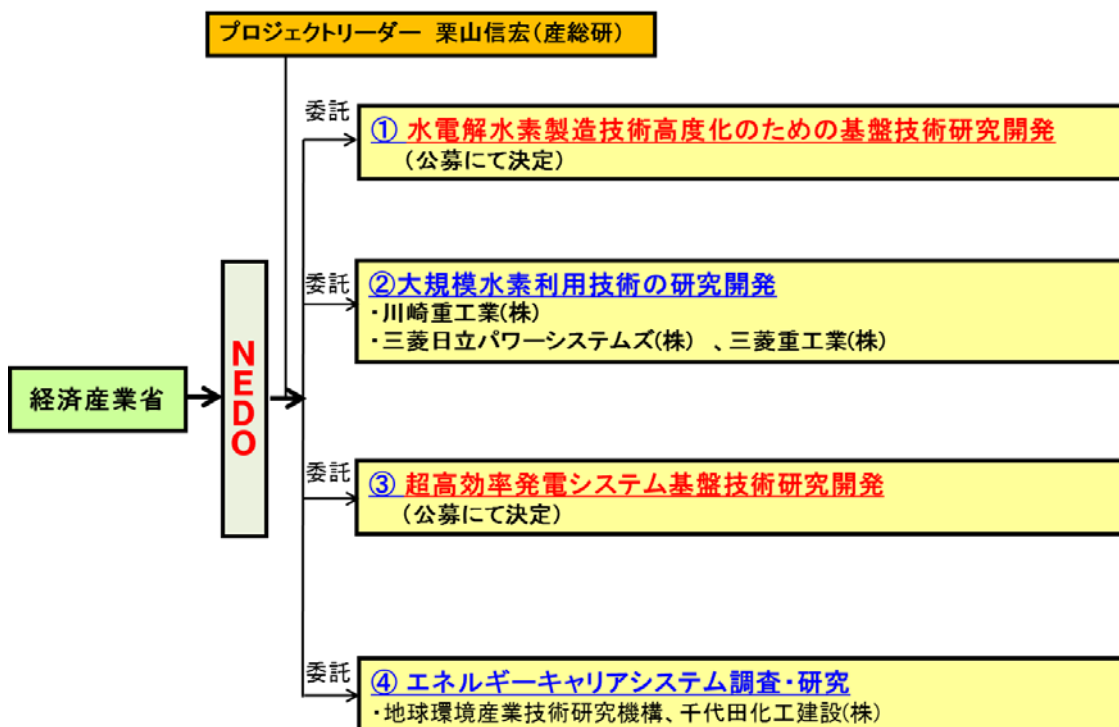 プロジェクトリーダー 栗山信宏(産総研)
委託
① 水電解水素製造技術高度化のための基盤技術研究開発
(公募にて決定)
委託
②大規模水素利用技術の研究開発
・川崎重工業(株)
・三菱日立パワーシステムズ(株) 、三菱重工業(株)
経済産業省
NEDO
委託
③ 超高効率発電システム基盤技術研究開発
(公募にて決定)
委託
④ エネルギーキャリアシステム調査・研究
・地球環境産業技術研究機構、千代田化工建設(株)